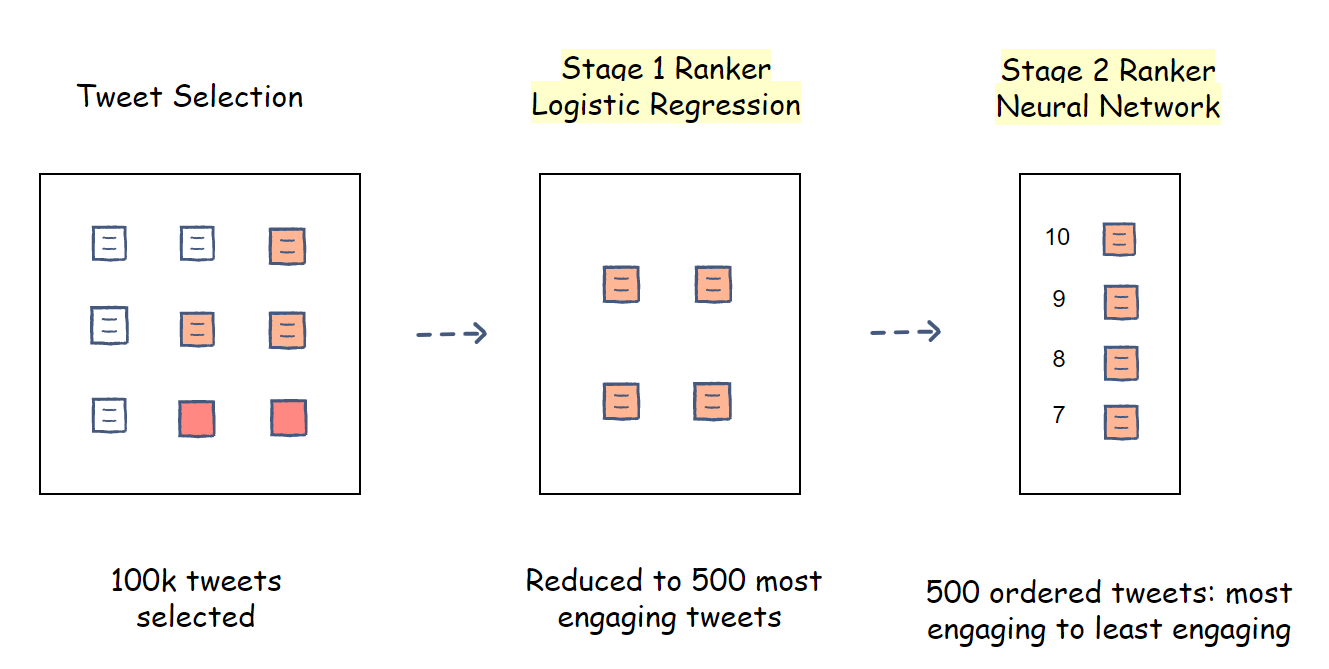 Tweet Selection
Stage 1 Ranker
Logistic Regression
Stage 2 Ranker
Neural Network
10
9
8
7
100k tweets
selected
Reduced to 500 most
engaging tweets
500 ordered tweets: most
engaging to least engaging